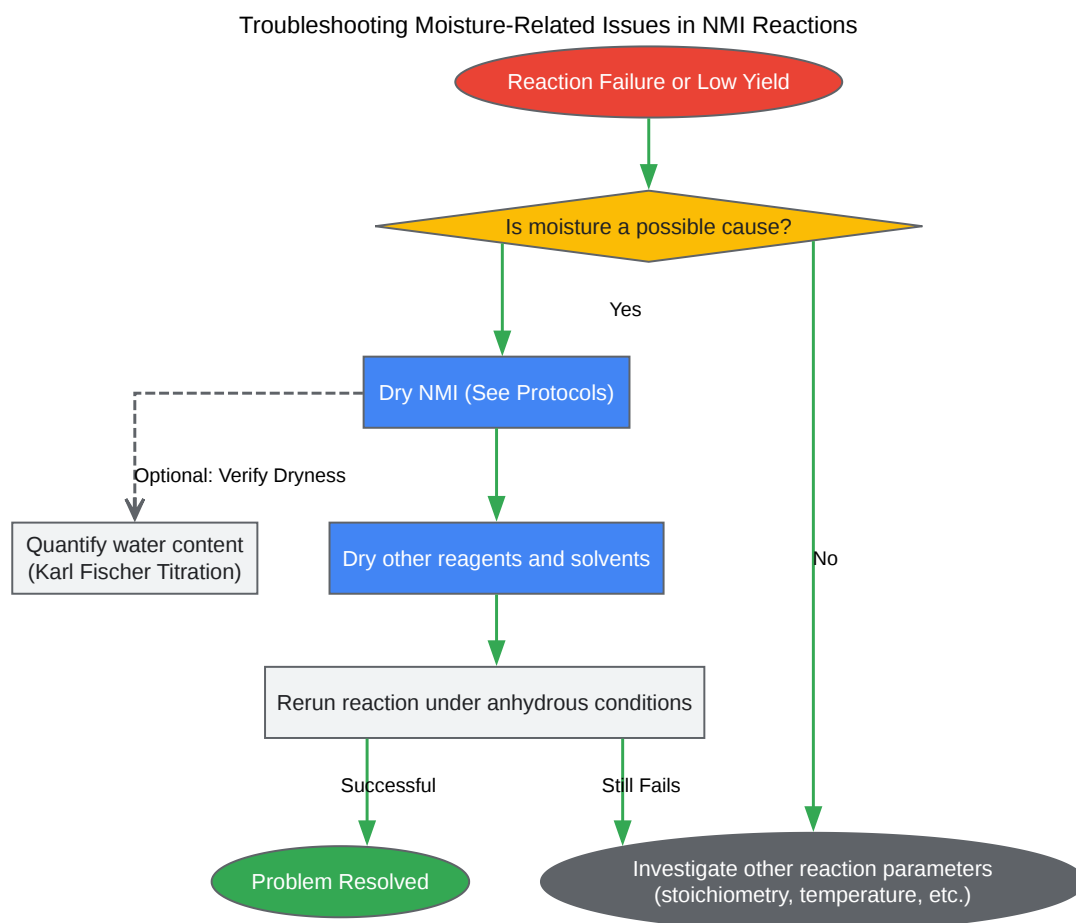 Troubleshooting Moisture-Related Issues in NMI Reactions
Reaction Failure or Low Yield
Is moisture a possible cause?
Yes
Dry NMI (See Protocols)
Optional: Verify Dryness
Quantify water content
(Karl Fischer Titration)
Dry other reagents and solvents
No
Rerun reaction under anhydrous conditions
Successful
Still Fails
Problem Resolved
Investigate other reaction parameters
(stoichiometry, temperature, etc.)